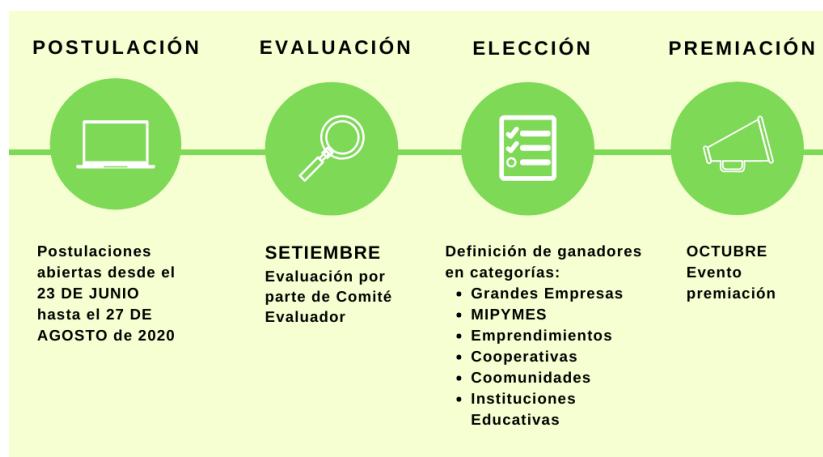 POSTULACIÓN
Postulaciones
abiertas desde el
23 DE JUNIO
hasta el 27 DE
AGOSTO de 2020
EVALUACIÓN
SETIEMBRE
Evaluación por
parte de Comité
Evaluador
ELECCIÓN
Definición de ganadores
en categorías:
• Grandes Empresas
• MIPYMES
• Emprendimientos
• Cooperativas
• Coomunidades
• Instituciones
Educativas
PREMIACIÓN
OCTUBRE
Evento
premiación